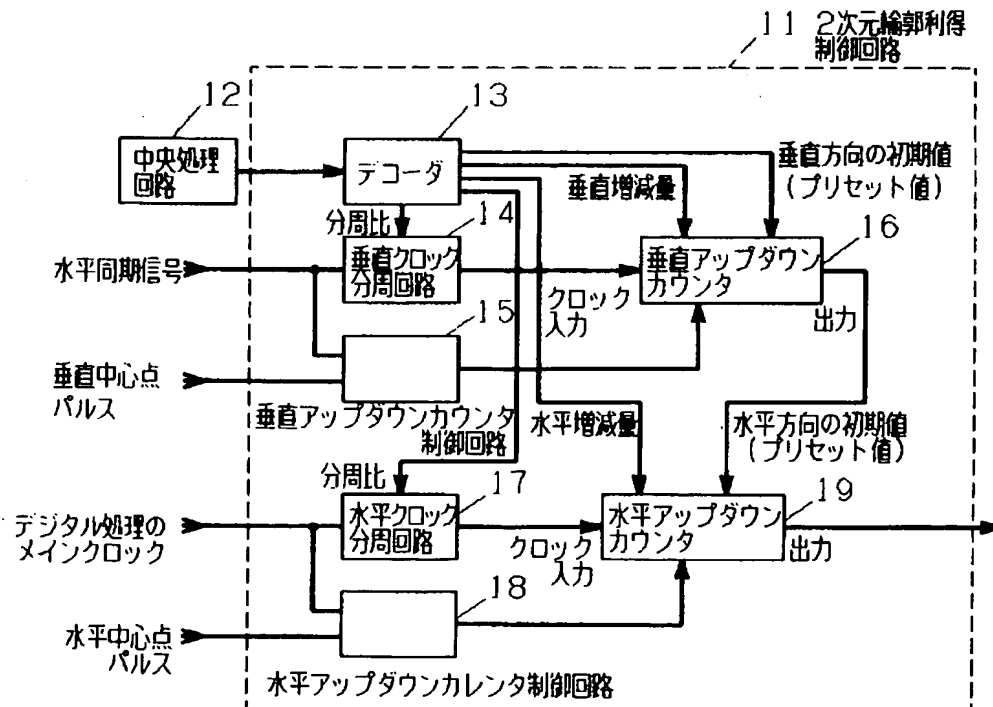 11 2次元輪郭利得
制御回路
12
13
中央処理
回路
デコーダ
垂直方向の初期値
(プリセット値)
垂直増減量
分周比
14
16
水平同期信号
垂直クロック
分周回路
垂直アップダウン
カウンタ
クロック
入力
出力
15
垂直中心点
パルス
垂直アップダウンカウンタ
制御回路
水平増減量
水平方向の初期値
(プリセット値)
分周比
17
19
デジタル処理の
メインクロック
水平クロック
分周回路
水平アップダウン
カウンタ
クロック
入力
出力
18
水平中心点
パルス
水平アップダウンカレンタ制御回路